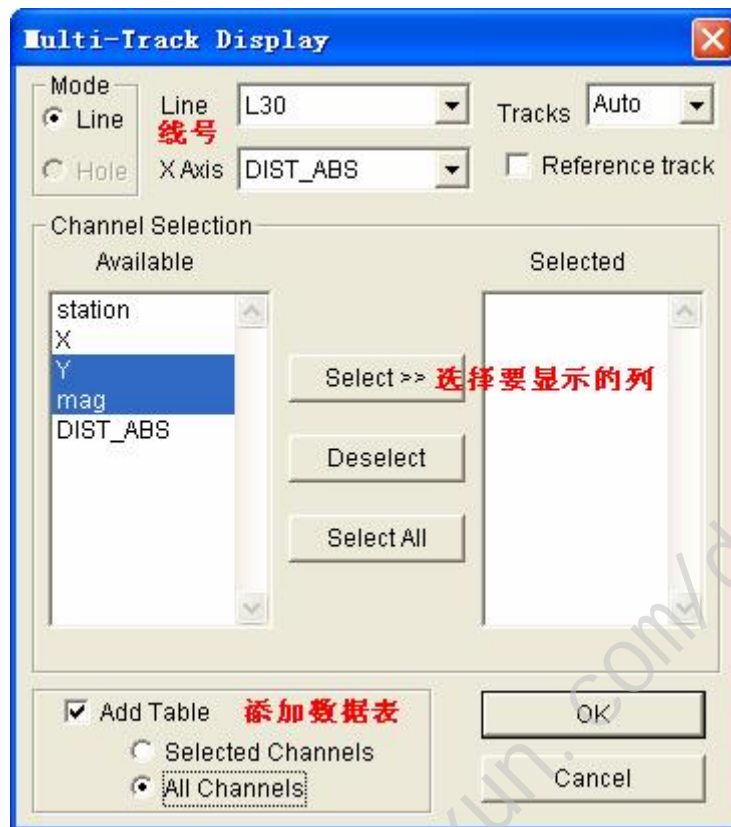 Multi-Track Display
Mode
Line
Hole
Line
线号
L30
Tracks
Auto
X Axis
DIST_ABS
Reference track
Channel Selection
Available
Selected
station
X
Y
mag
DIST_ABS
Select >>
选择要显示的列
Deselect
Select All
Add Table
添加数据表
Selected Channels
All Channels
OK
Cancel